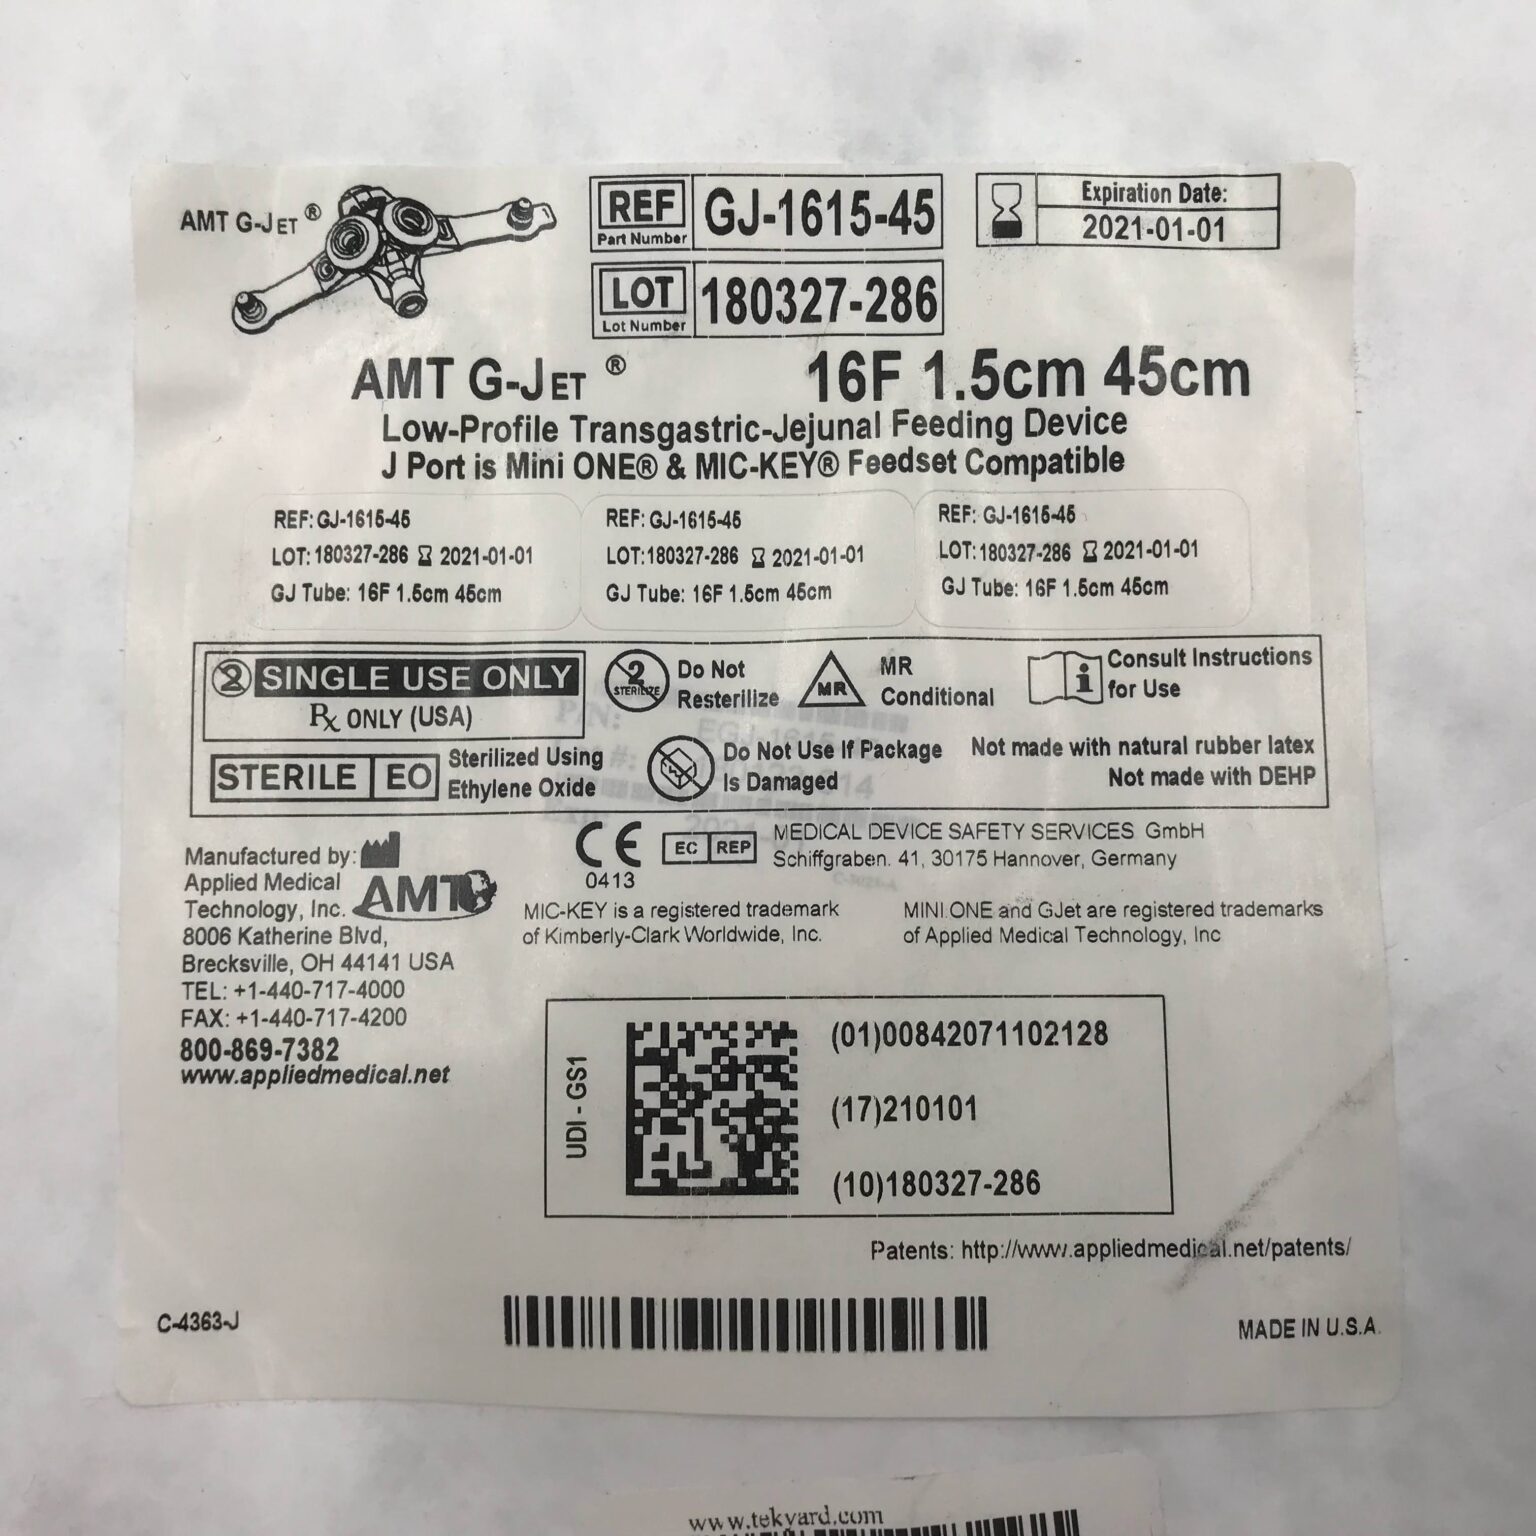 AMT G-JET®
REF Part Number GJ-1615-45
Expiration Date:
2021-01-01
LOT Lot Number 180327-286
AMT G-JET® 16F 1.5cm 45cm
Low-Profile Transgastric-Jejunal Feeding Device
J Port is Mini ONE® & MIC-KEY® Feedset Compatible
REF: GJ-1615-45
LOT: 180327-286 2021-01-01
GJ Tube: 16F 1.5cm 45cm
REF: GJ-1615-45
LOT: 180327-286 2021-01-01
GJ Tube: 16F 1.5cm 45cm
REF: GJ-1615-45
LOT: 180327-286 2021-01-01
GJ Tube: 16F 1.5cm 45cm
2 SINGLE USE ONLY
Rx ONLY (USA)
2 STERILIZE
Do Not
Resterilize
MR
MR
Conditional
i
Consult Instructions
for Use
STERILE EO
Sterilized Using
Ethylene Oxide
Do Not Use If Package
Is Damaged
Not made with natural rubber latex
Not made with DEHP
Manufactured by:
Applied Medical
Technology, Inc.
AMT
8006 Katherine Blvd,
Brecksville, OH 44141 USA
TEL: +1-440-717-4000
FAX: +1-440-717-4200
800-869-7382
www.appliedmedical.net
CE
0413
EC REP
MEDICAL DEVICE SAFETY SERVICES GmbH
Schiffgraben. 41, 30175 Hannover, Germany
MIC-KEY is a registered trademark
of Kimberly-Clark Worldwide, Inc.
MINI ONE and GJet are registered trademarks
of Applied Medical Technology, Inc
UDI - GS1
(01)00842071102128
(17)210101
(10)180327-286
Patents: http://www.appliedmedical.net/patents/
C-4363-J
MADE IN U.S.A.
www.tekyard.com